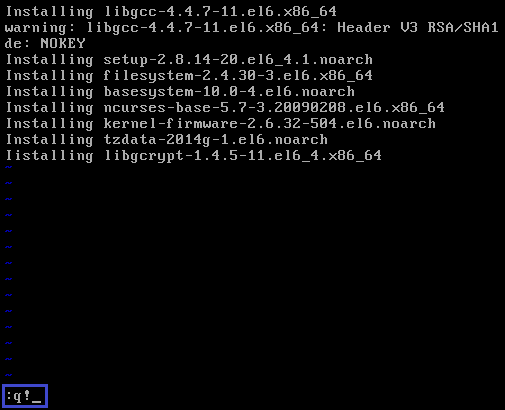 Installing libgcc-4.4.7-11.el6.x86_64
warning: libgcc-4.4.7-11.el6.x86_64: Header V3 RSA/SHA1
de: NOKEY
Installing setup-2.8.14-20.el6_4.1.noarch
Installing filesystem-2.4.30-3.el6.x86_64
Installing basesystem-10.0-4.el6.noarch
Installing ncurses-base-5.7-3.20090208.el6.x86_64
Installing kernel-firmware-2.6.32-504.el6.noarch
Installing tzdata-2014g-1.el6.noarch
Iistalling libgcrypt-1.4.5-11.el6_4.x86_64
~
~
~
~
~
~
~
~
~
~
~
~
~
~
:q!_